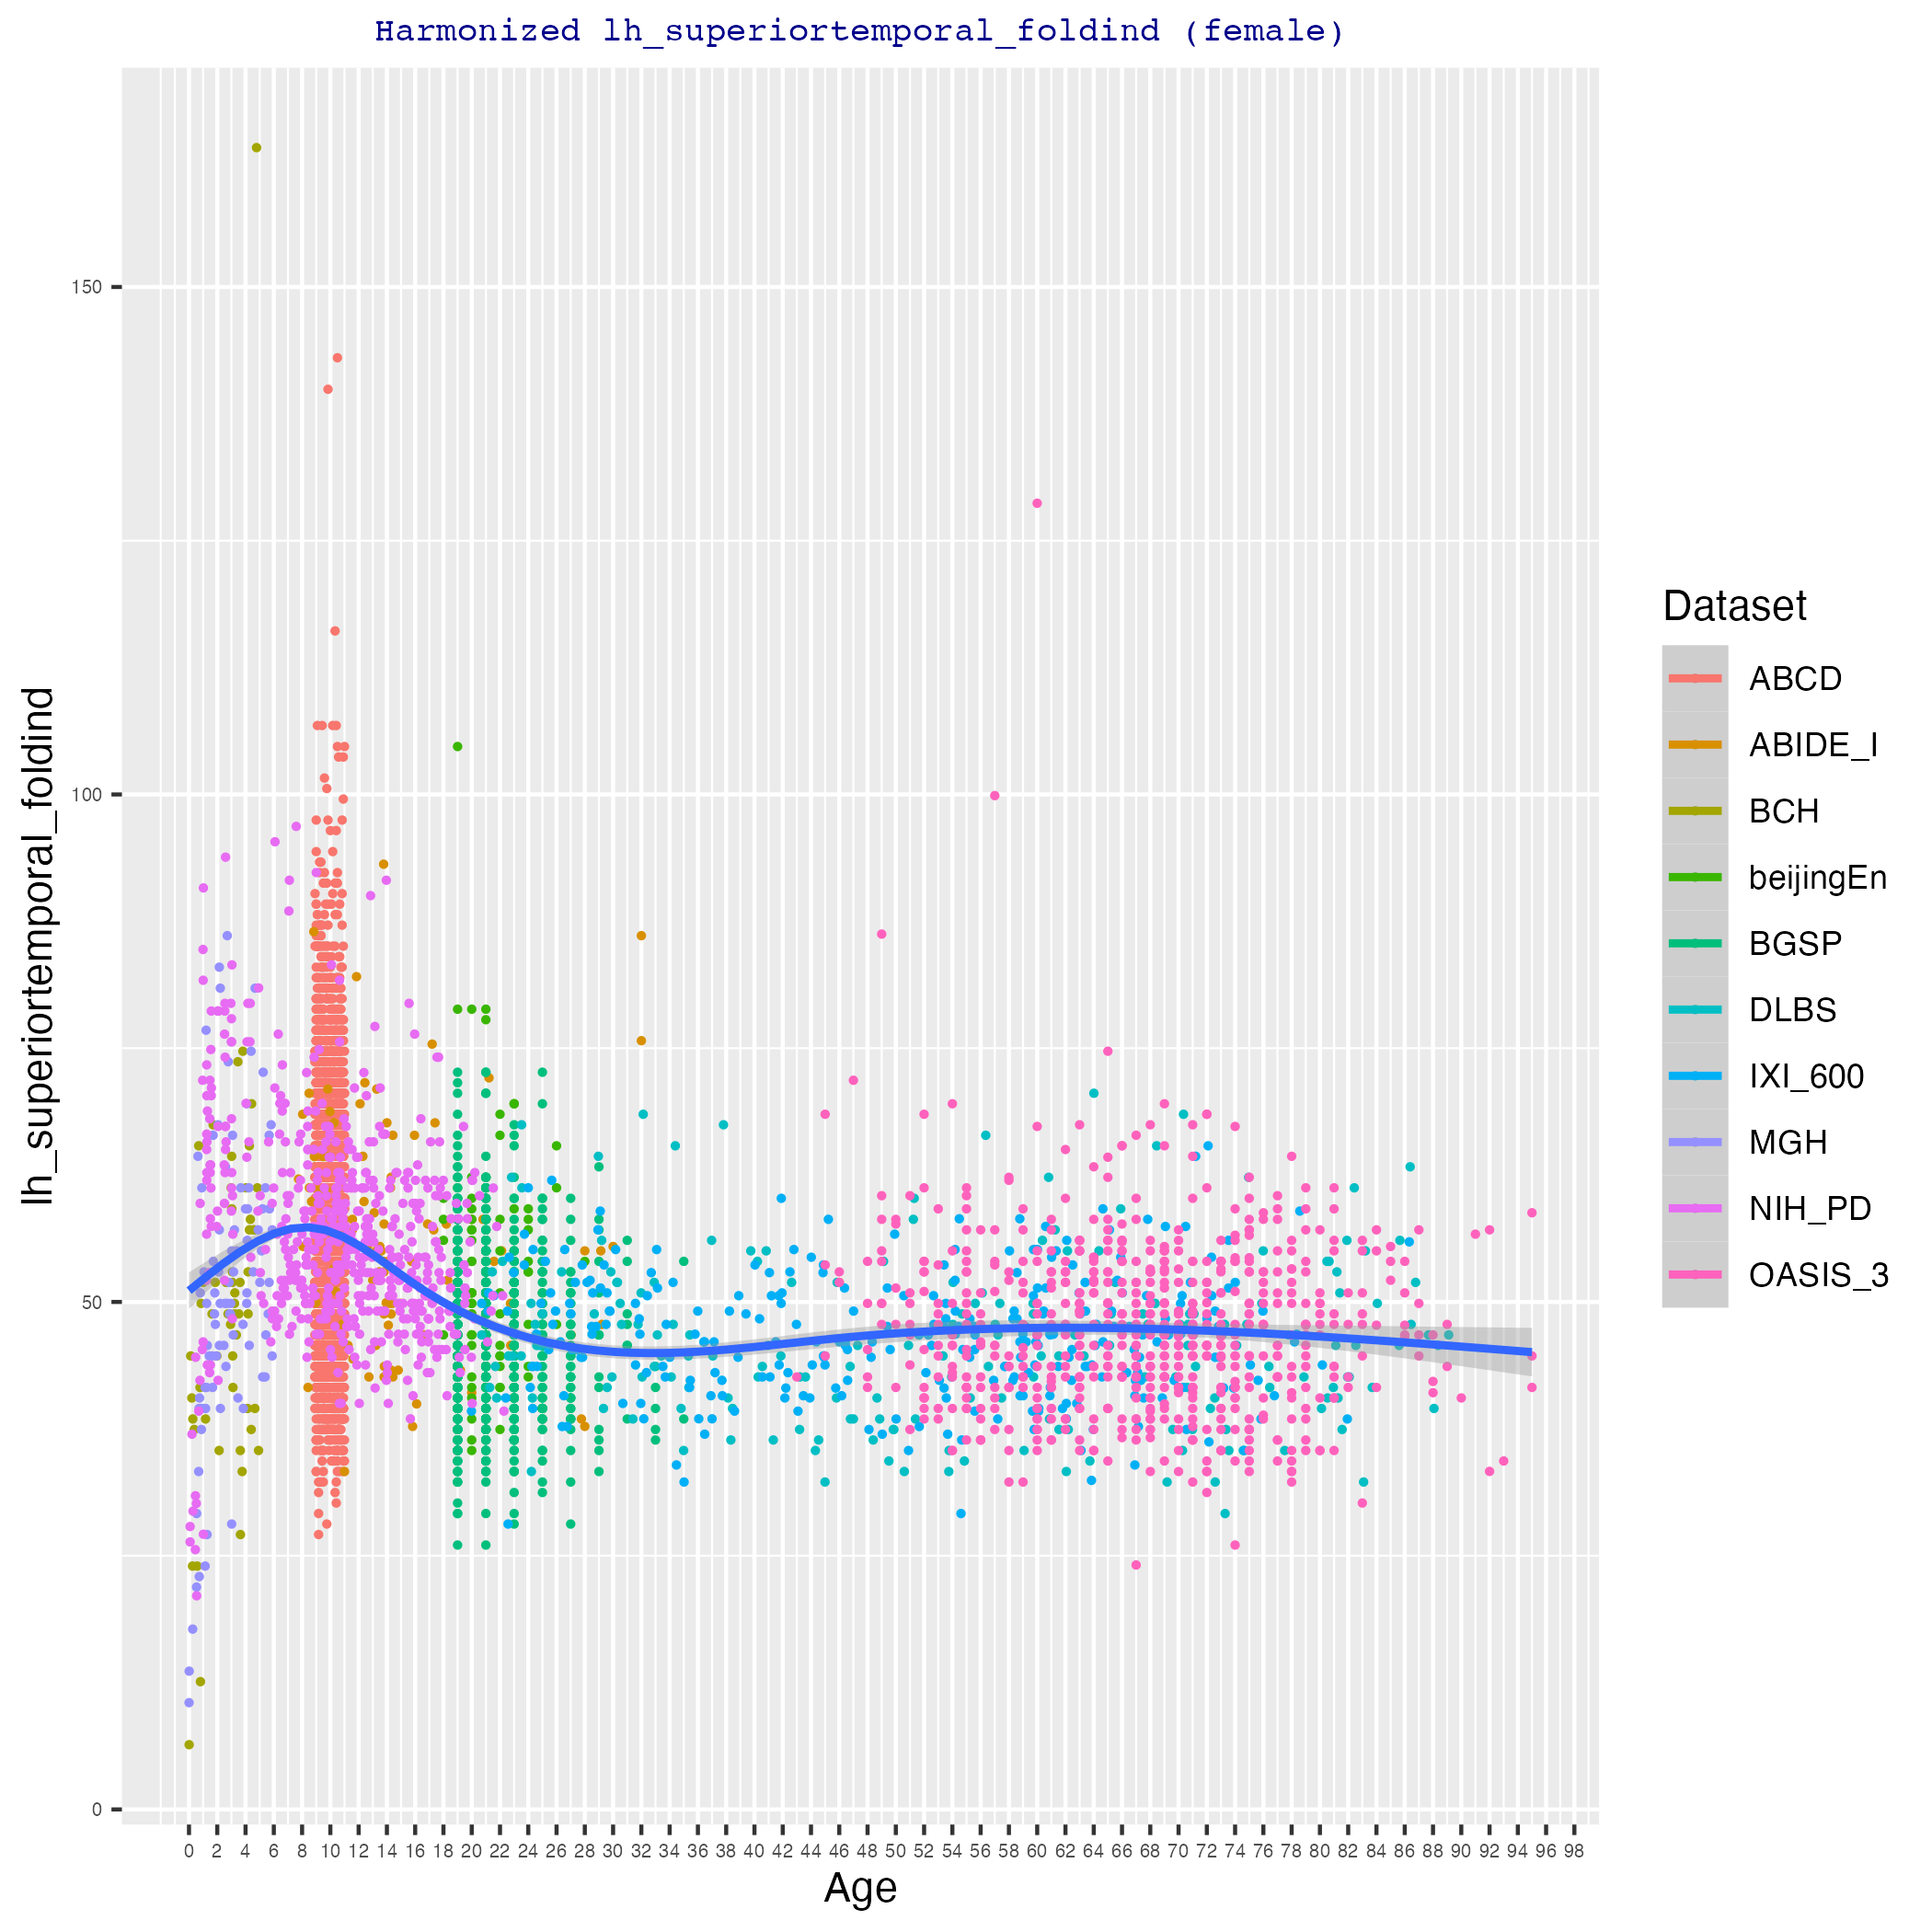 Harmonized lh_superiortemporal_foldind (female)
lh_superiortemporal_foldind
150
100
50
0
0 2 4 6 8 10 12 14 16 18 20 22 24 26 28 30 32 34 36 38 40 42 44 46 48 50 52 54 56 58 60 62 64 66 68 70 72 74 76 78 80 82 84 86 88 90 92 94 96 98
Age
Dataset
ABCD
ABIDE_I
BCH
beijingEn
BGSP
DLBS
IXI_600
MGH
NIH_PD
OASIS_3